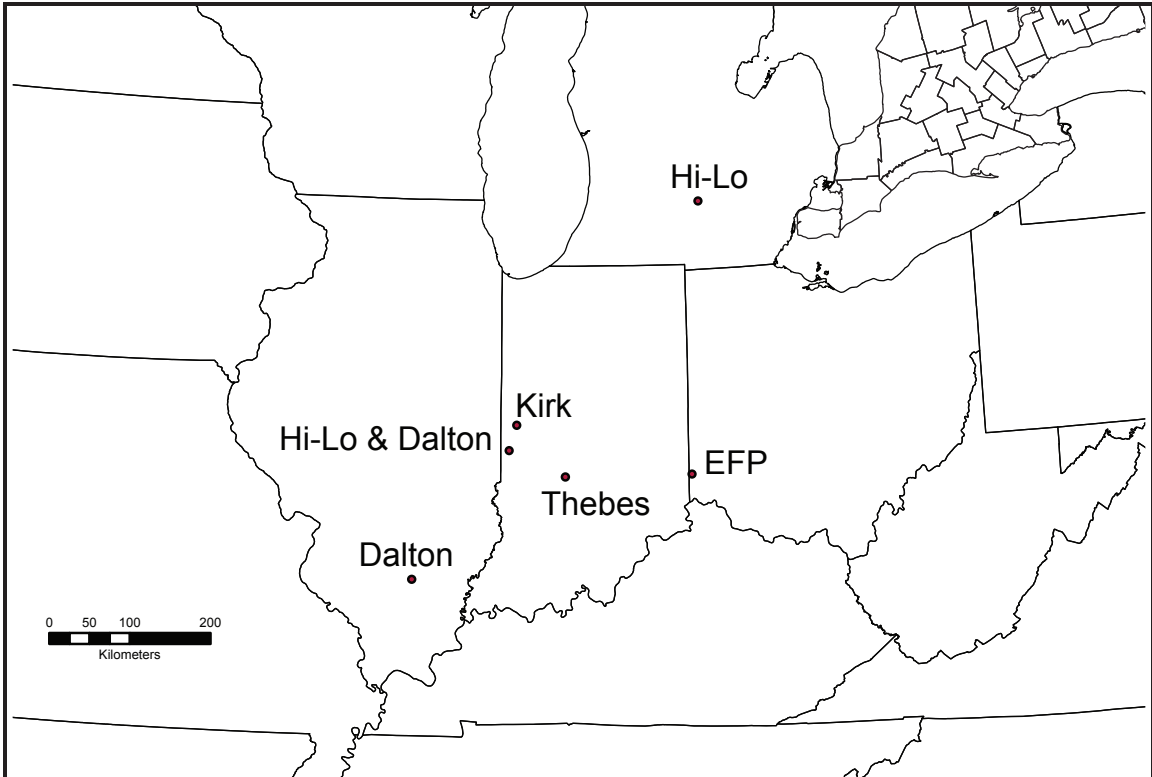 Hi-Lo
Kirk
Hi-Lo & Dalton
EFP
Thebes
Dalton
0 50 100 200
Kilometers